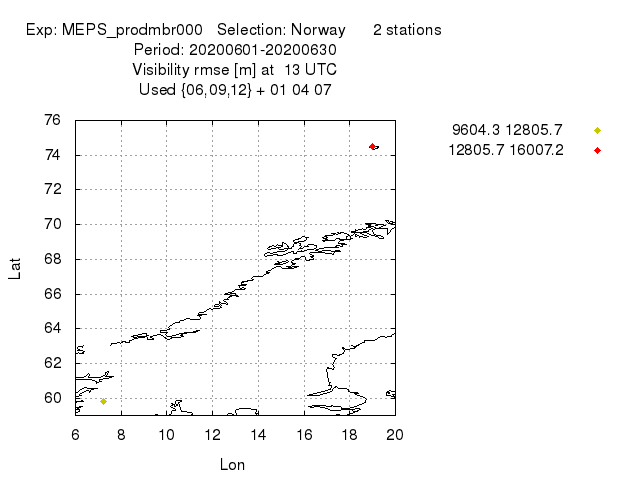 Exp: MEPS_prodmbr000 Selection: Norway 2 stations
Period: 20200601-20200630
Visibility rmse [m] at 13 UTC
Used {06,09,12} + 01 04 07
9604.3 12805.7
12805.7 16007.2
76
74
72
70
68
66
64
62
60
Lat
6 8 10 12 14 16 18 20
Lon